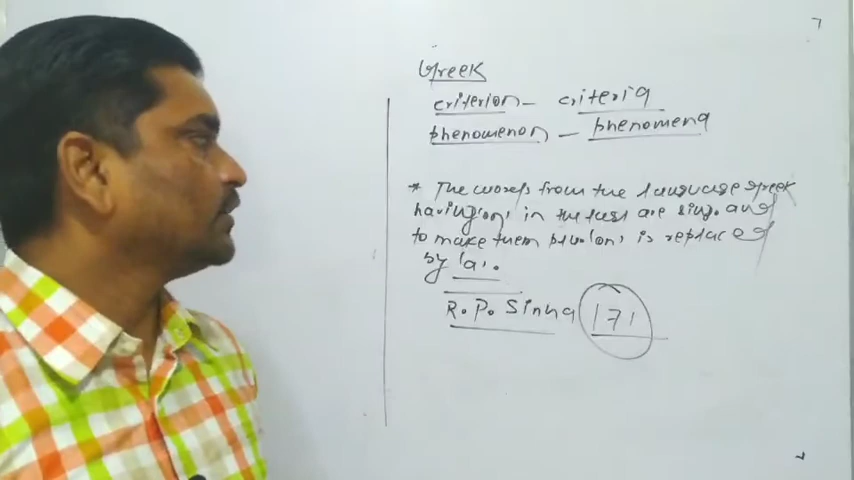 Greek
criterion - criteria
phenomenon - phenomena
* The words from the language Greek
having 'on' in the last are sing. and
to make them plu. 'on' is replaced
by 'a'.
R. P. Sinha 171